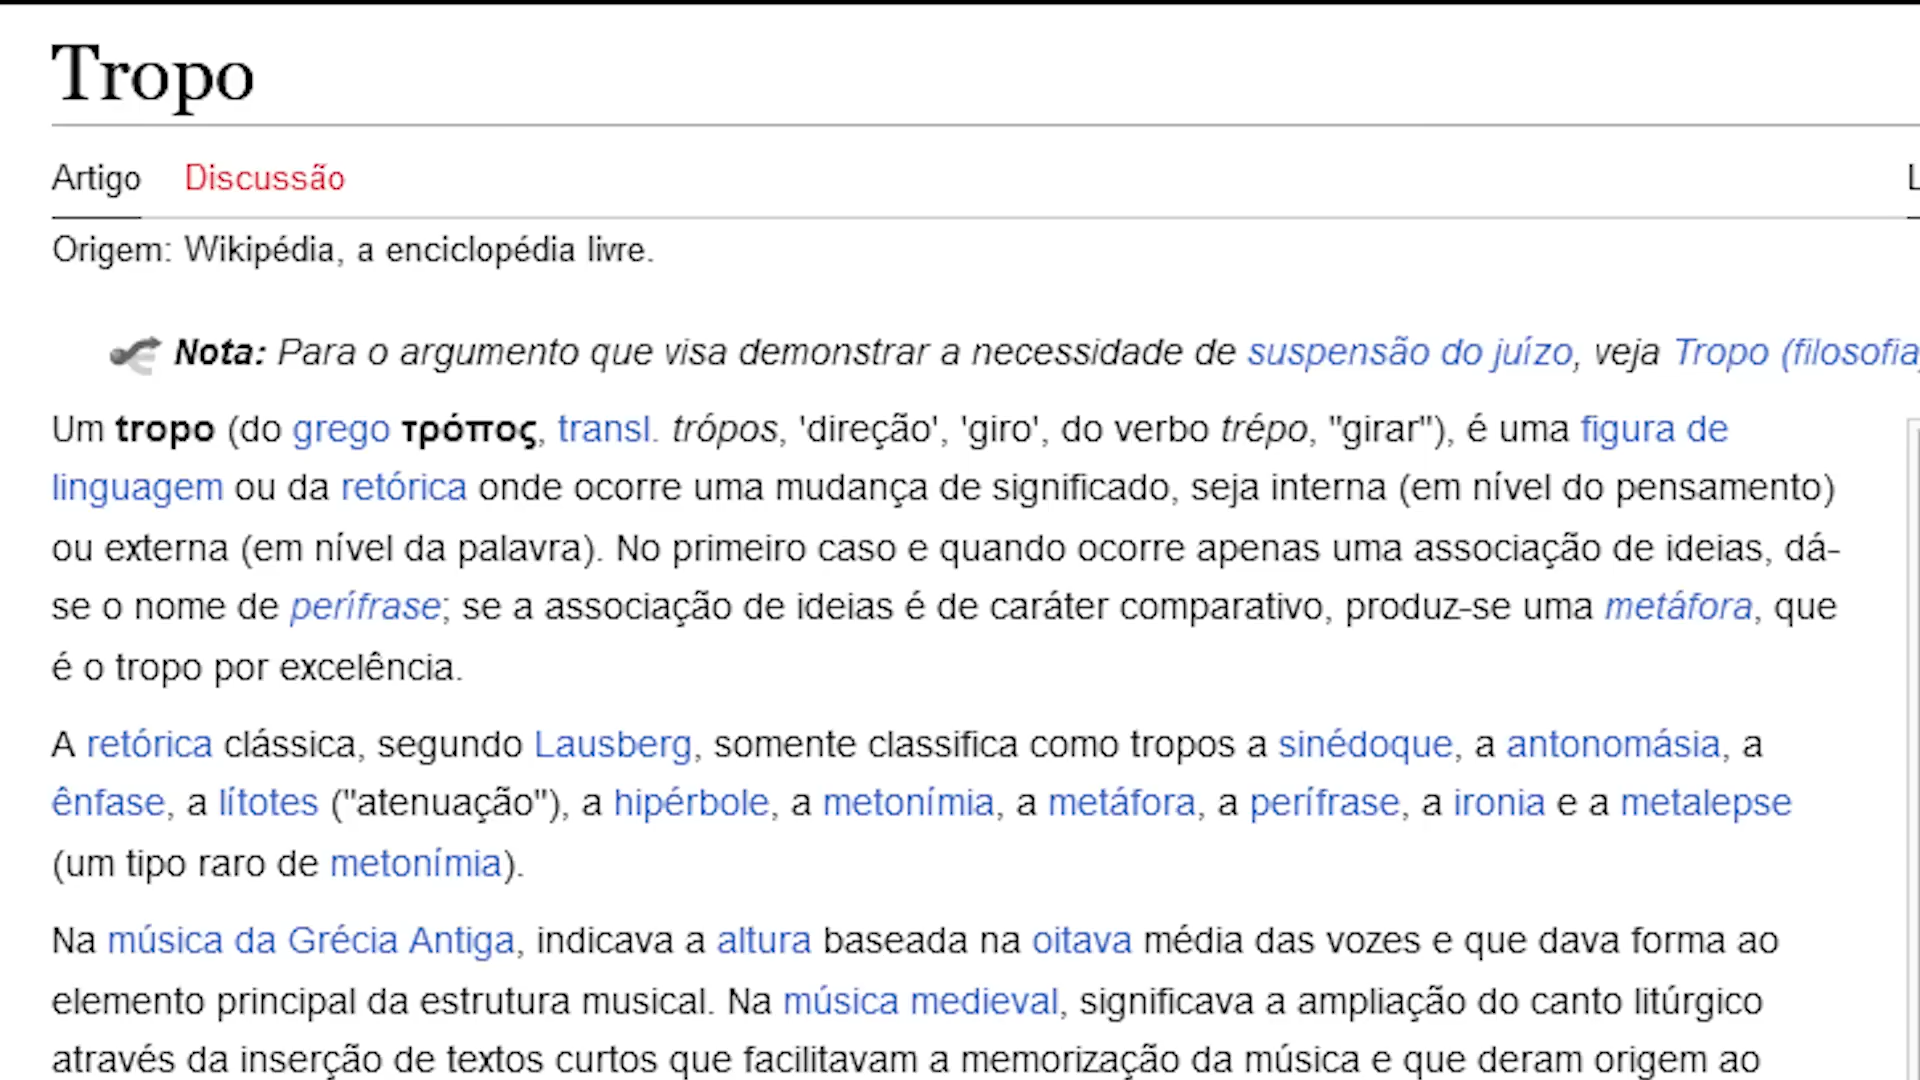 Tropo
Artigo Discussão
Origem: Wikipédia, a enciclopédia livre.
Nota: Para o argumento que visa demonstrar a necessidade de suspensão do juízo, veja Tropo (filosofia
Um tropo (do grego τρόπος, transl. trópos, 'direção', 'giro', do verbo trépo, "girar"), é uma figura de
linguagem ou da retórica onde ocorre uma mudança de significado, seja interna (em nível do pensamento)
ou externa (em nível da palavra). No primeiro caso e quando ocorre apenas uma associação de ideias, dá-
se o nome de perífrase; se a associação de ideias é de caráter comparativo, produz-se uma metáfora, que
é o tropo por excelência.
A retórica clássica, segundo Lausberg, somente classifica como tropos a sinédoque, a antonomásia, a
ênfase, a lítotes ("atenuação"), a hipérbole, a metonímia, a metáfora, a perífrase, a ironia e a metalepse
(um tipo raro de metonímia).
Na música da Grécia Antiga, indicava a altura baseada na oitava média das vozes e que dava forma ao
elemento principal da estrutura musical. Na música medieval, significava a ampliação do canto litúrgico
através da inserção de textos curtos que facilitavam a memorização da música e que deram origem ao